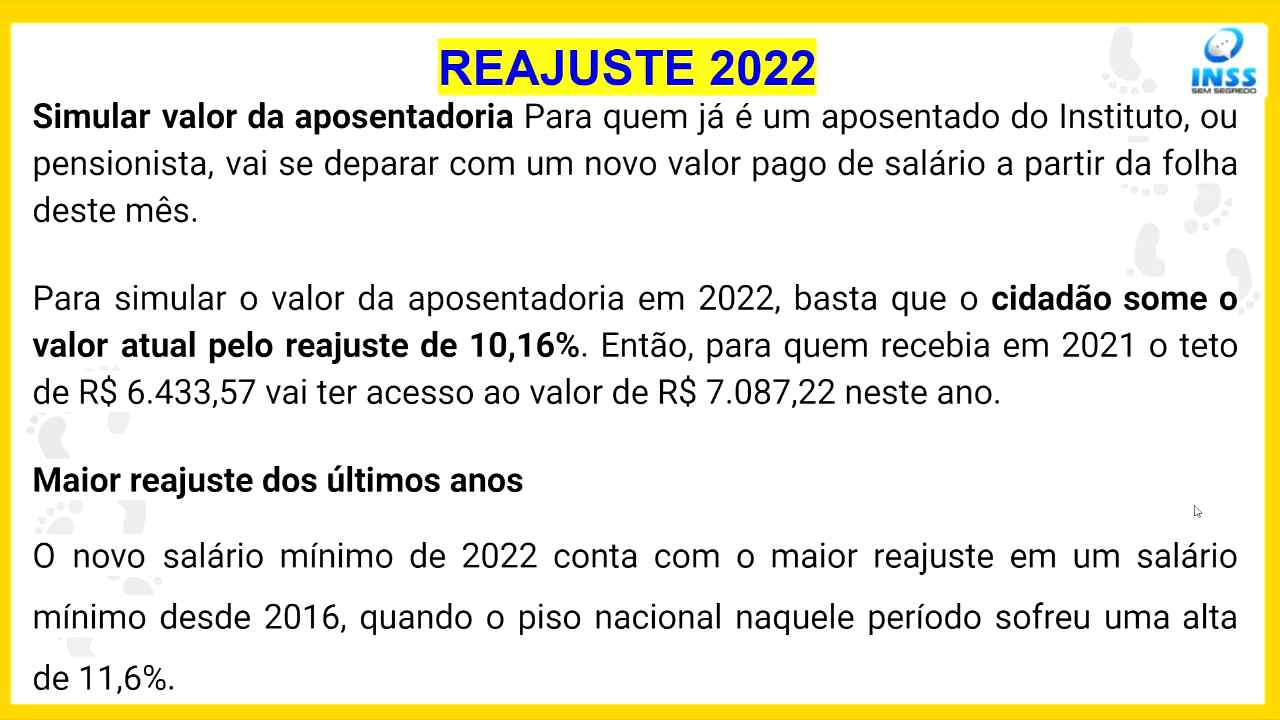 REAJUSTE 2022
INSS
SEM SEGREDO
Simular valor da aposentadoria Para quem já é um aposentado do Instituto, ou
pensionista, vai se deparar com um novo valor pago de salário a partir da folha
deste mês.
Para simular o valor da aposentadoria em 2022, basta que o cidadão some o
valor atual pelo reajuste de 10,16%. Então, para quem recebia em 2021 o teto
de R$ 6.433,57 vai ter acesso ao valor de R$ 7.087,22 neste ano.
Maior reajuste dos últimos anos
O novo salário mínimo de 2022 conta com o maior reajuste em um salário
mínimo desde 2016, quando o piso nacional naquele período sofreu uma alta
de 11,6%.